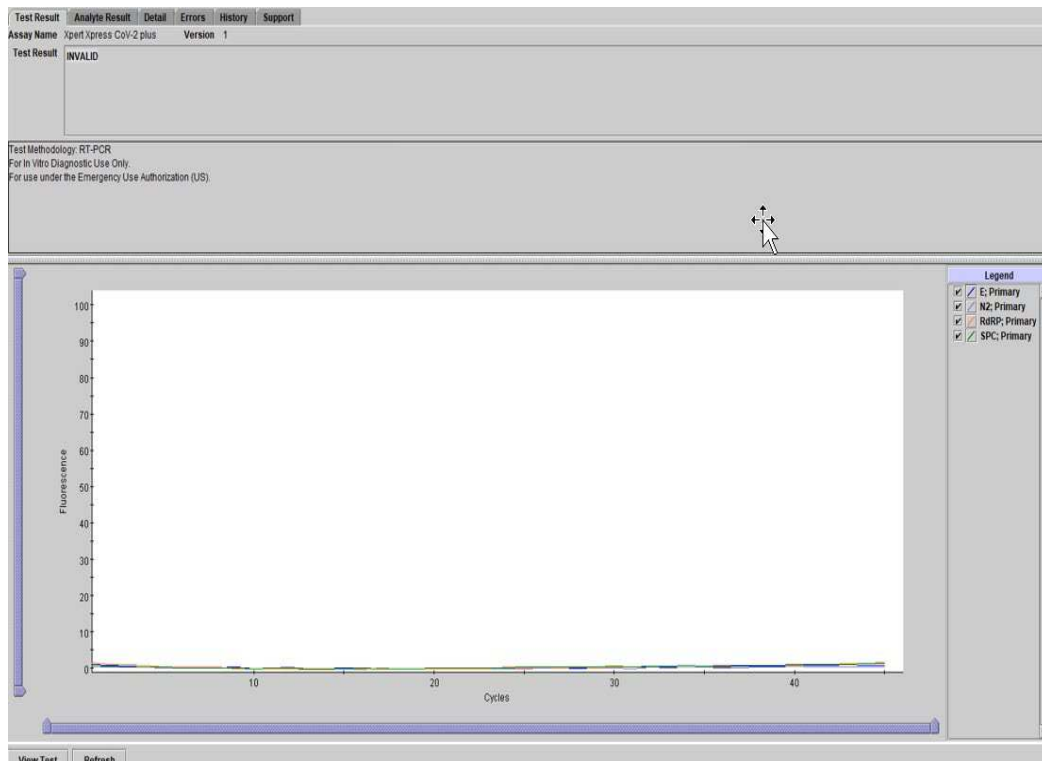 Test Result Analyte Result Detail Errors History Support
Assay Name Xpert Xpress CoV-2 plus Version 1
Test Result INVALID
Test Methodology: RT-PCR
For In Vitro Diagnostic Use Only.
For use under the Emergency Use Authorization (US).
Legend
E; Primary
N2; Primary
RdRP; Primary
SPC; Primary
100
90
80
70
60
50
40
30
20
10
0
Fluorescence
10 20 30 40
Cycles
View Test Refresh